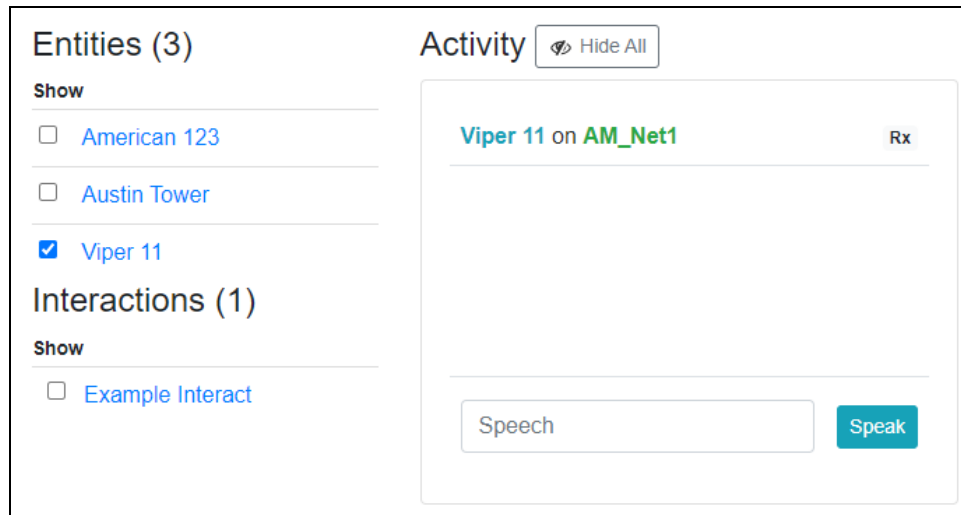 Entities (3)
Show
American 123
Austin Tower
Viper 11
Interactions (1)
Show
Example Interact
Activity Hide All
Viper 11 on AM_Net1 Rx
Speech Speak